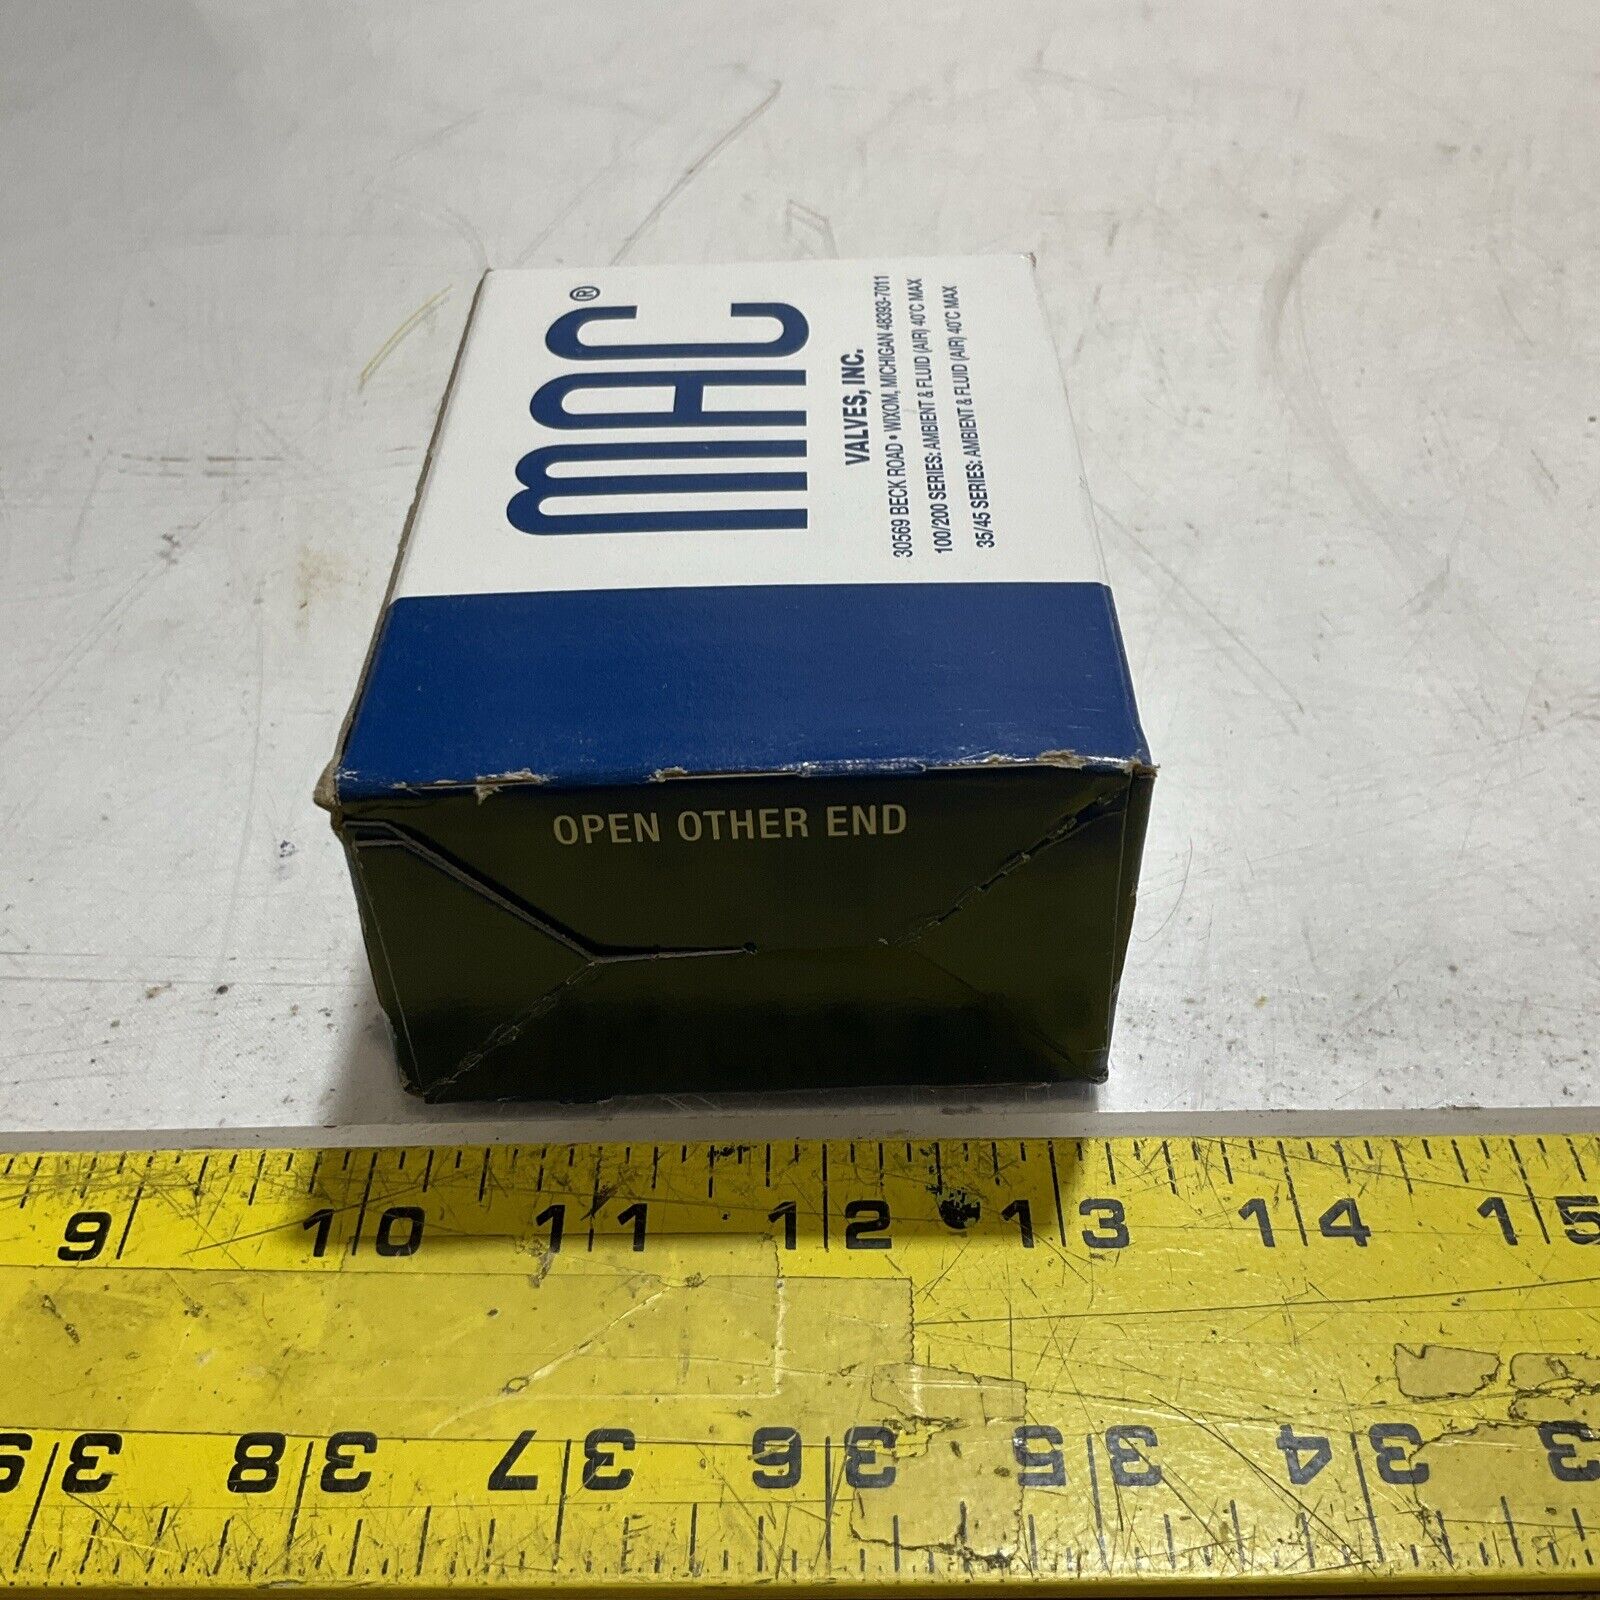 MAC®
VALVES, INC.
30569 BECK ROAD • WIXOM, MICHIGAN 48393-7011
100/200 SERIES: AMBIENT & FLUID (AIR) 40°C MAX
35/45 SERIES: AMBIENT & FLUID (AIR) 40°C MAX
OPEN OTHER END
9 10 11 12 13 14 15
39 38 37 36 35 34 33